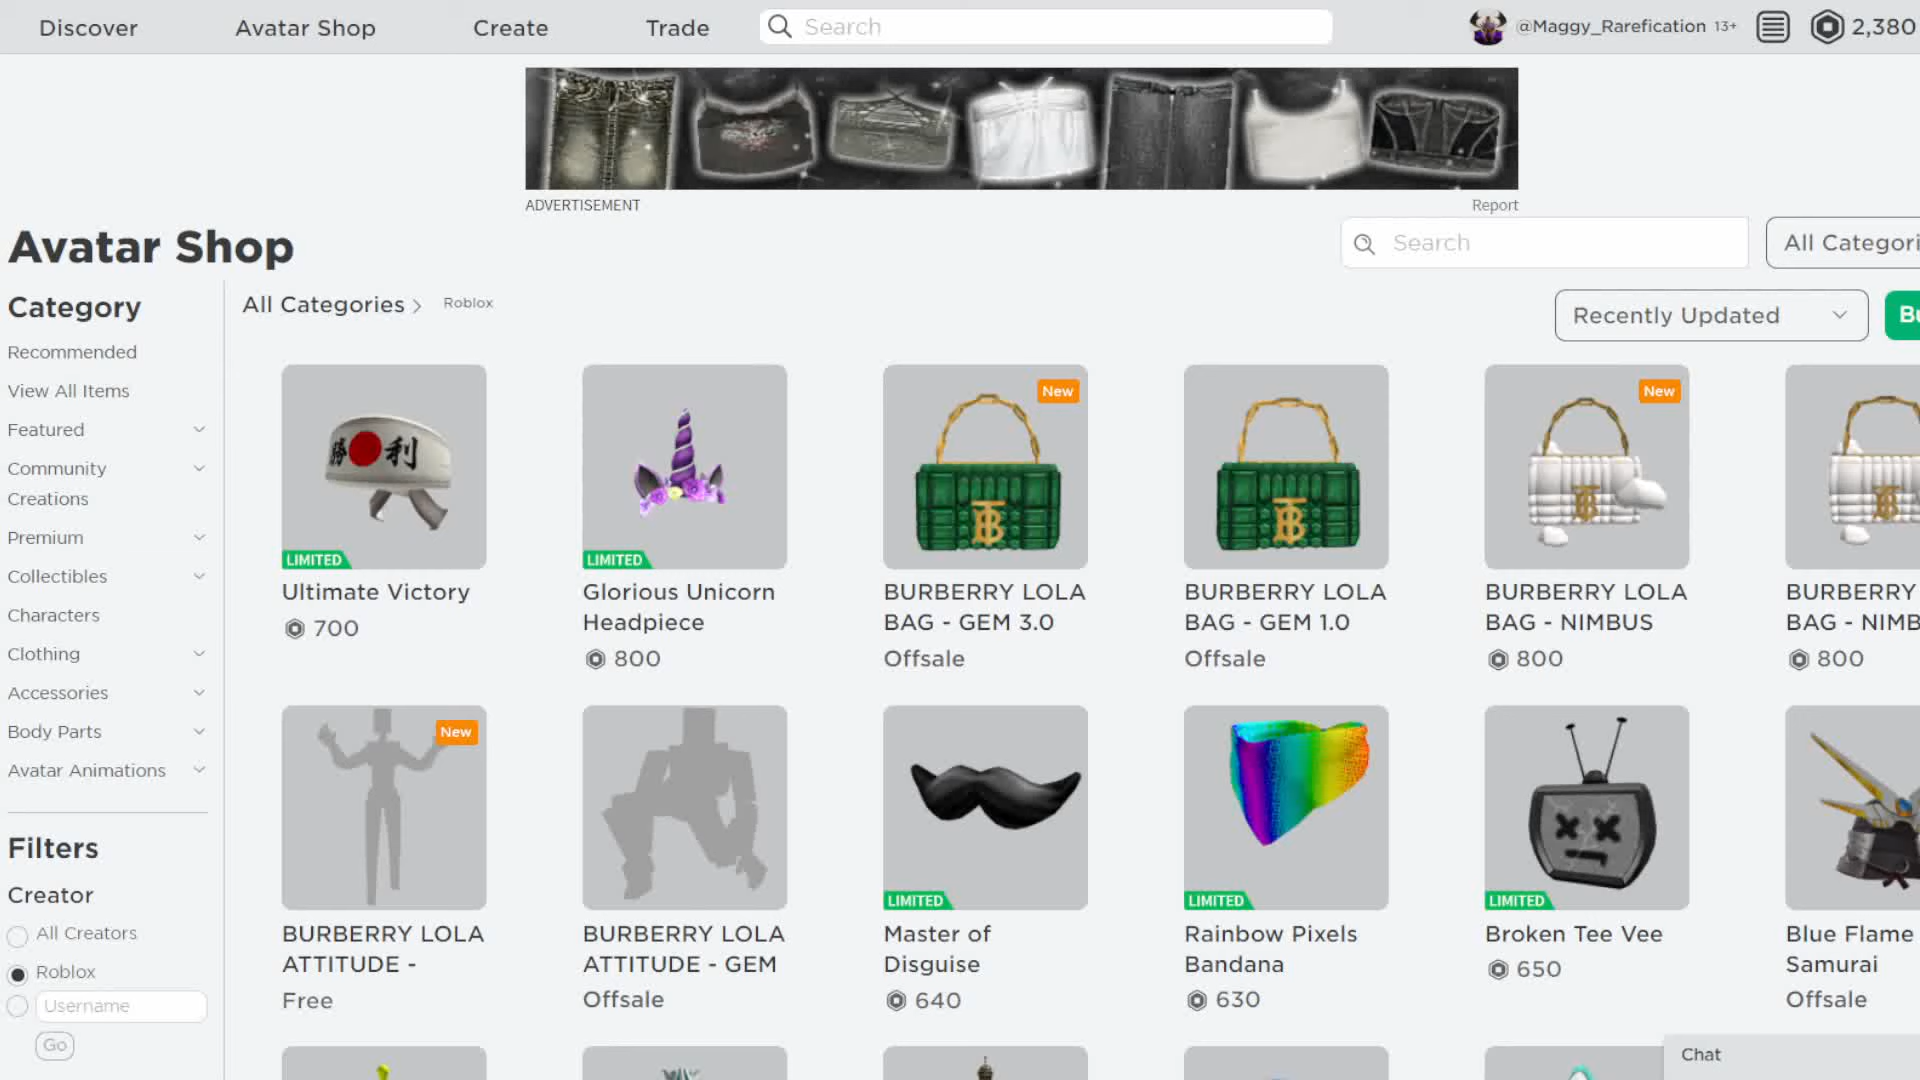 Discover
Avatar Shop
Create
Trade
Search
@Maggy_Rarefication 13+
2,380
ADVERTISEMENT
Report
Avatar Shop
Search
All Categori
Category
All Categories > Roblox
Recently Updated
Bu
Recommended
View All Items
Featured
Community
Creations
Premium
Collectibles
Characters
Clothing
Accessories
Body Parts
Avatar Animations
勝利
LIMITED
Ultimate Victory
700
LIMITED
Glorious Unicorn
Headpiece
800
New
BURBERRY LOLA
BAG - GEM 3.0
Offsale
BURBERRY LOLA
BAG - GEM 1.0
Offsale
New
BURBERRY LOLA
BAG - NIMBUS
800
BURBERRY
BAG - NIMB
800
New
BURBERRY LOLA
ATTITUDE -
Free
BURBERRY LOLA
ATTITUDE - GEM
Offsale
LIMITED
Master of
Disguise
640
LIMITED
Rainbow Pixels
Bandana
630
LIMITED
Broken Tee Vee
650
Blue Flame
Samurai
Offsale
Filters
Creator
All Creators
Roblox
Username
Go
Chat